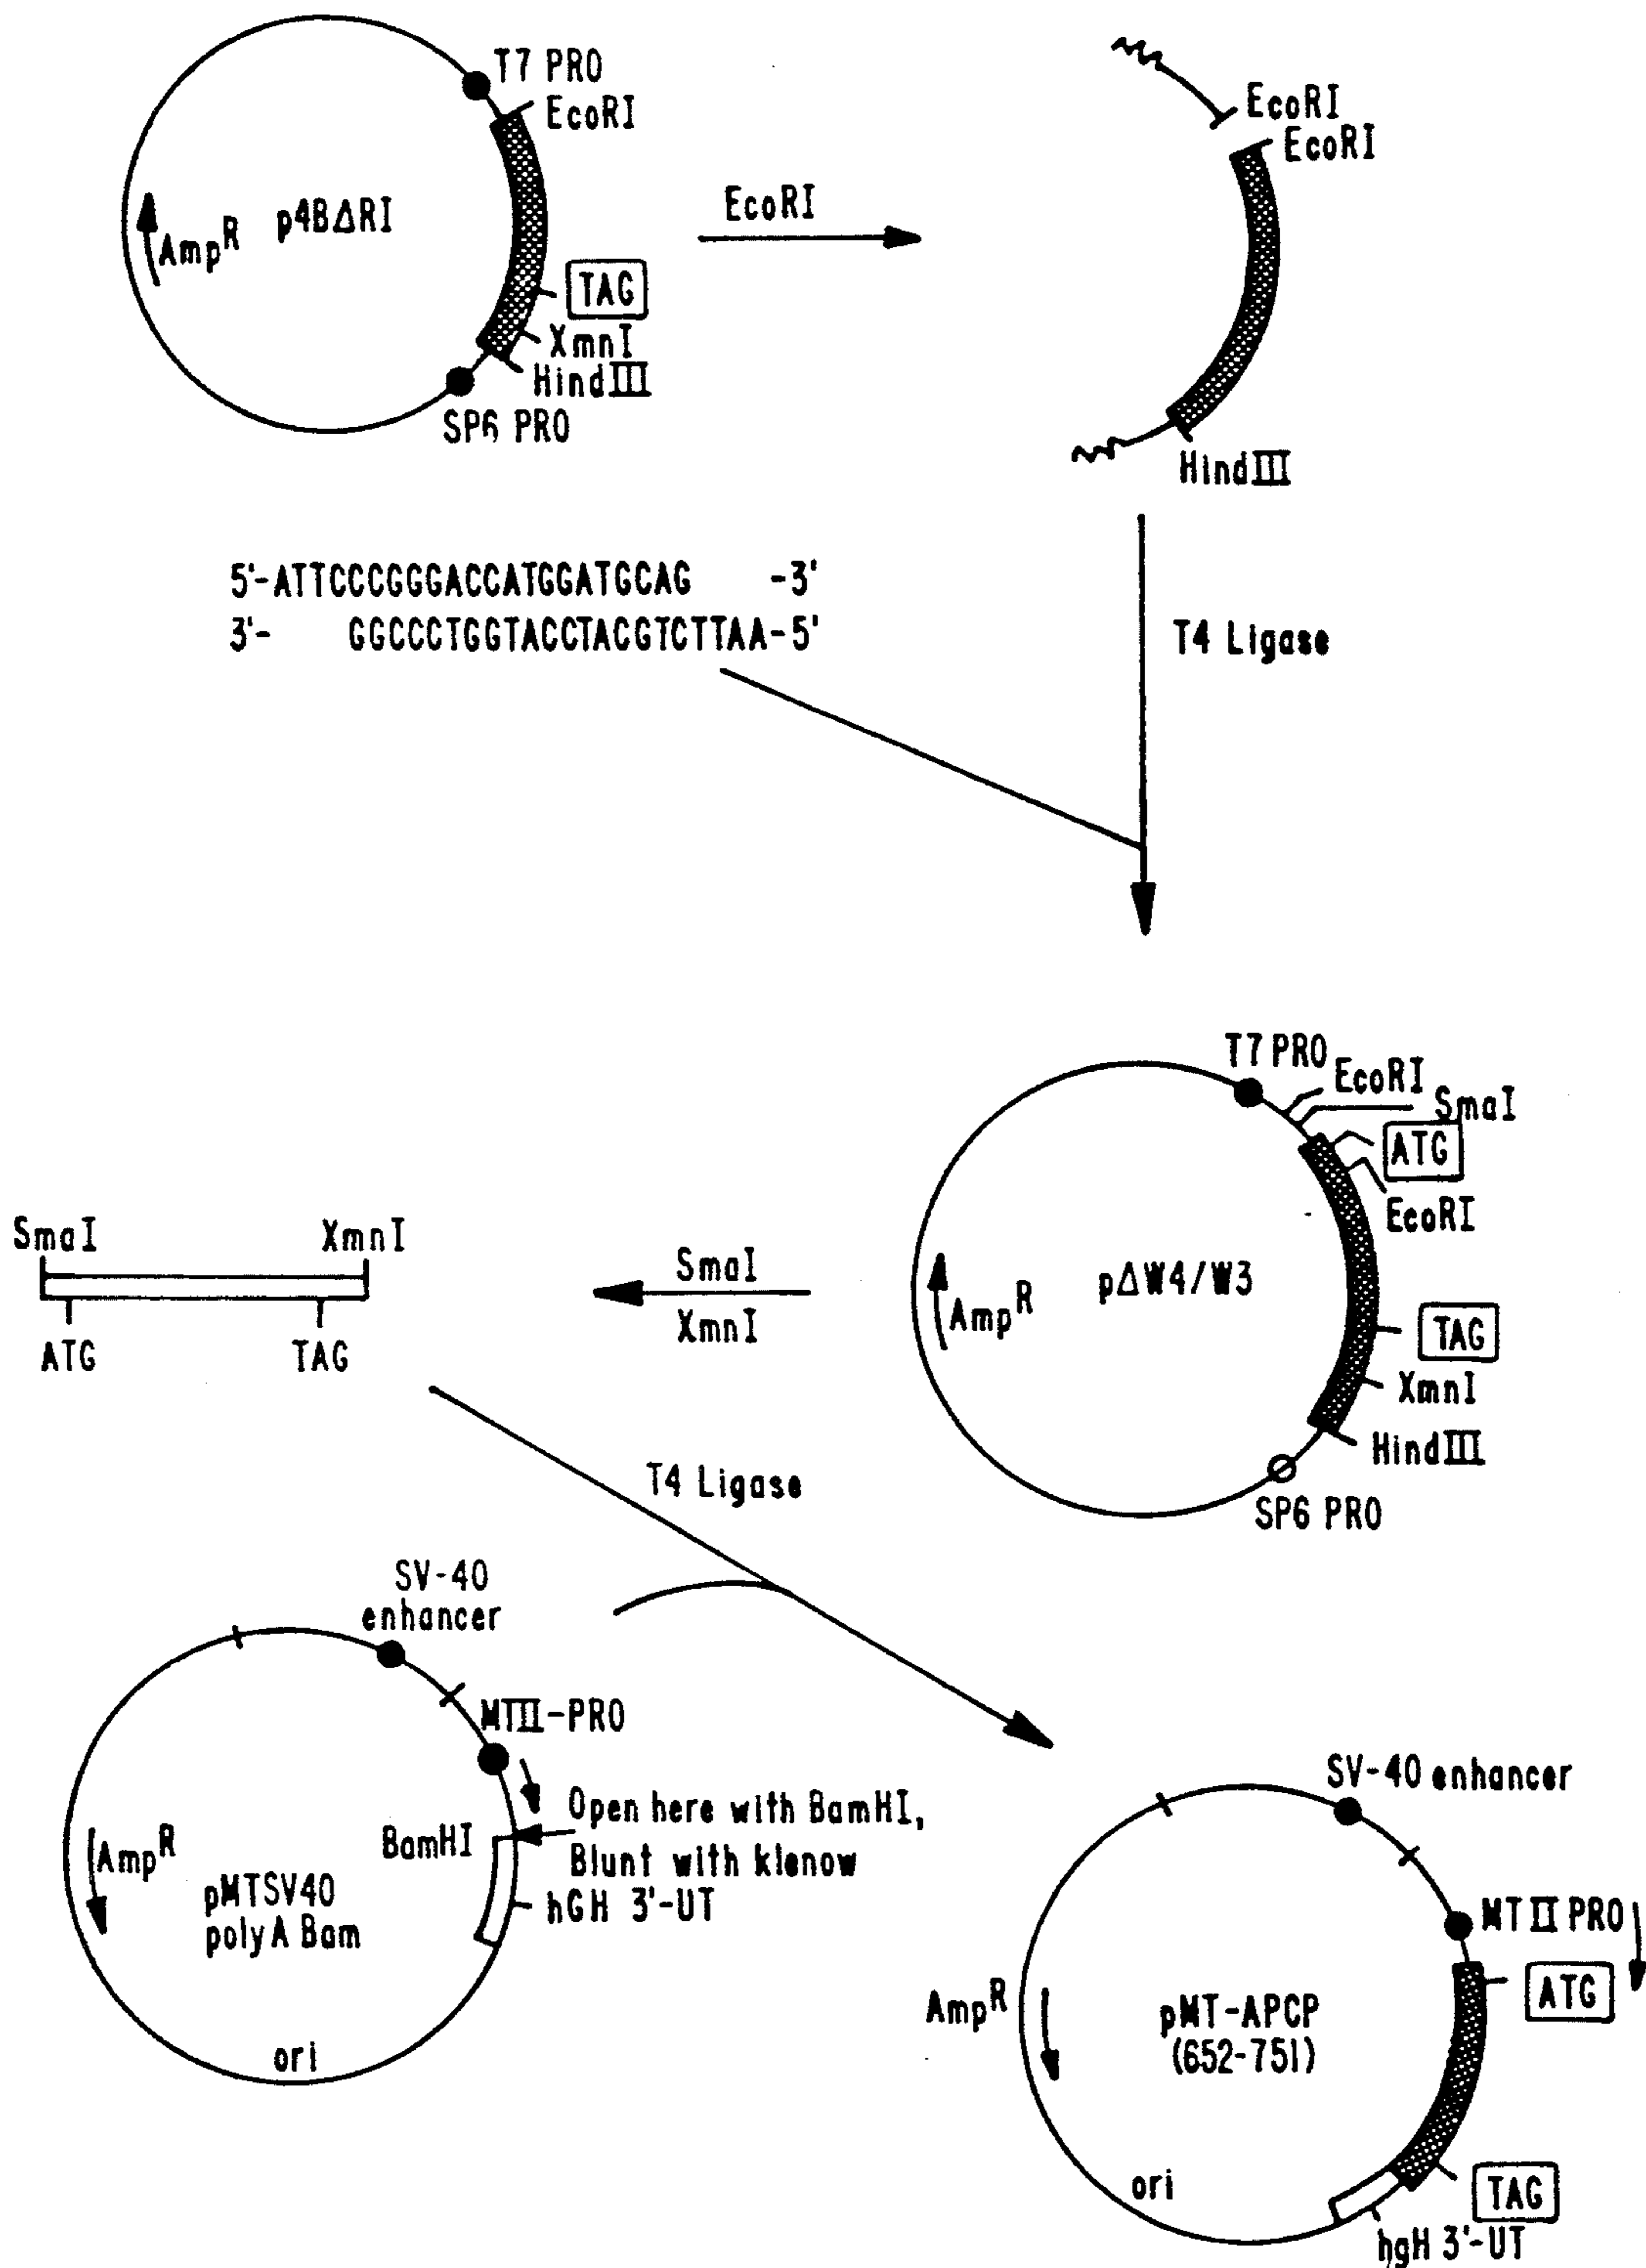 T7 PRO
EcoRI
p4BΔRI
AmpR
TAG
XmnI
HindIII
SP6 PRO
EcoRI
EcoRI
EcoRI
HindIII
5'-ATTCCCGGGACCATGGATGCAG -3'
3'- GGCCCTGGTACCTACGTCTTAA-5'
T4 Ligase
T7 PRO
EcoRI
SmaI
ATG
EcoRI
pΔW4/W3
AmpR
TAG
XmnI
HindIII
SP6 PRO
SmaI
XmnI
SmaI
XmnI
ATG
TAG
T4 Ligase
SV-40
enhancer
MTII-PRO
Open here with BamHI,
Blunt with klenow
BamHI
AmpR
pMTSV40
polyA Bam
hGH 3'-UT
ori
SV-40 enhancer
MTII PRO
ATG
AmpR
pMT-APCP
(652-751)
ori
TAG
hgH 3'-UT